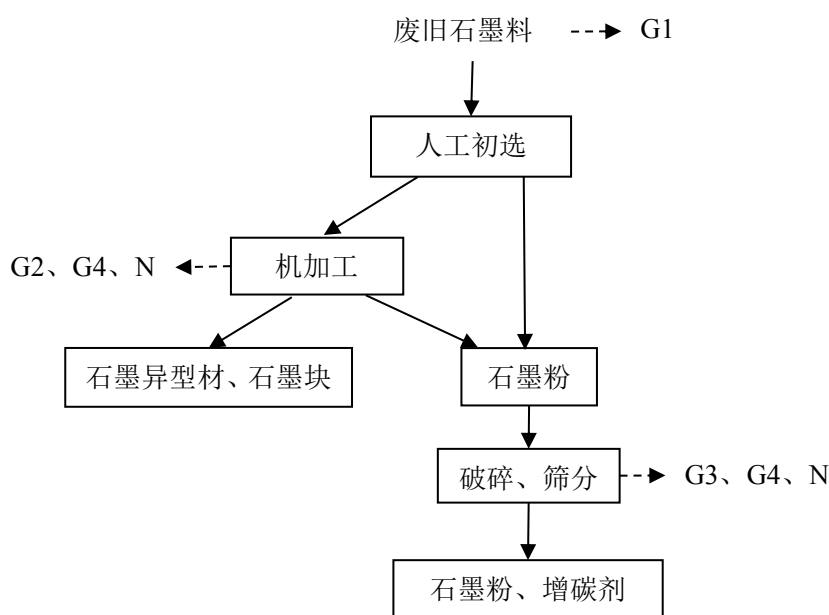 废旧石墨料 G1
人工初选
G2、G4、N 机加工
石墨异型材、石墨块 石墨粉
破碎、筛分 G3、G4、N
石墨粉、增碳剂